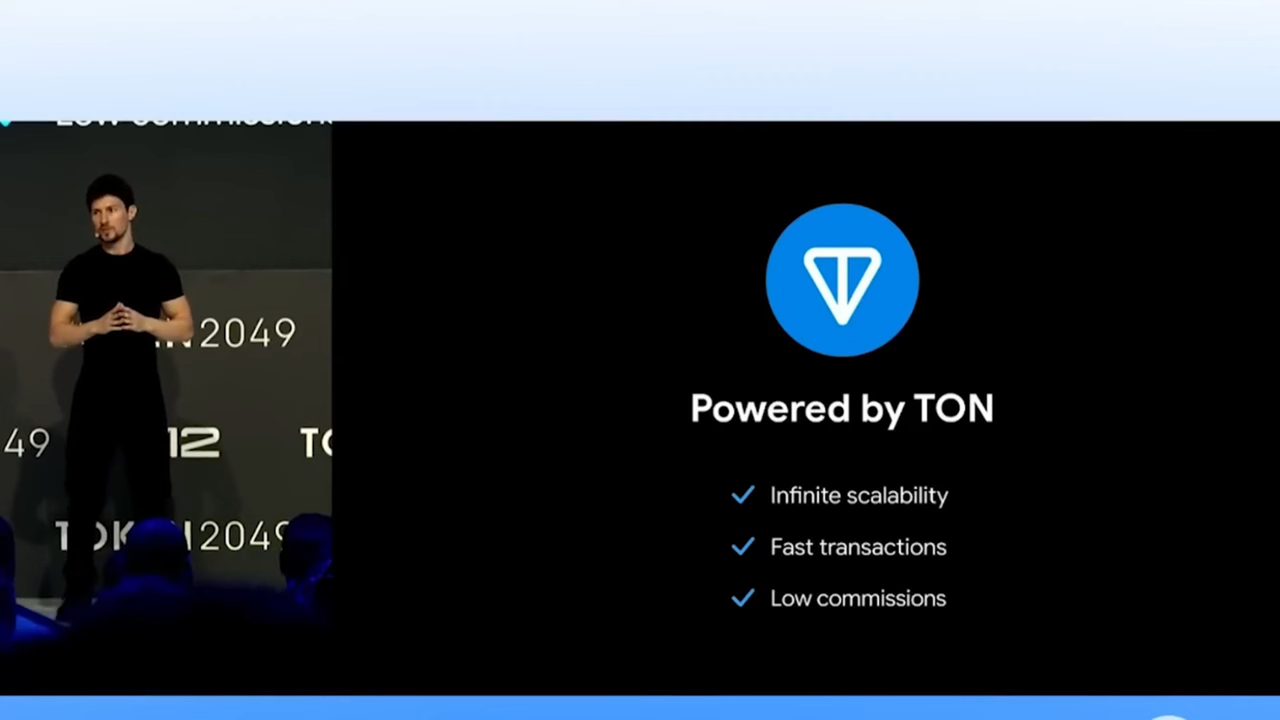 2049
49
12
2049
Powered by TON
Infinite scalability
Fast transactions
Low commissions